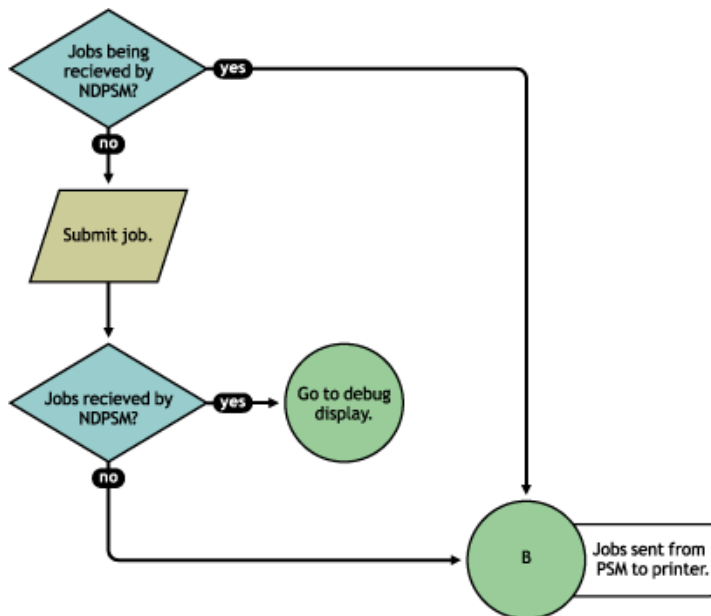 Jobs being
recieved by
NDPSM?
yes
no
Submit job.
Jobs recieved by
NDPSM?
yes
Go to debug
display.
no
B
Jobs sent from
PSM to printer.